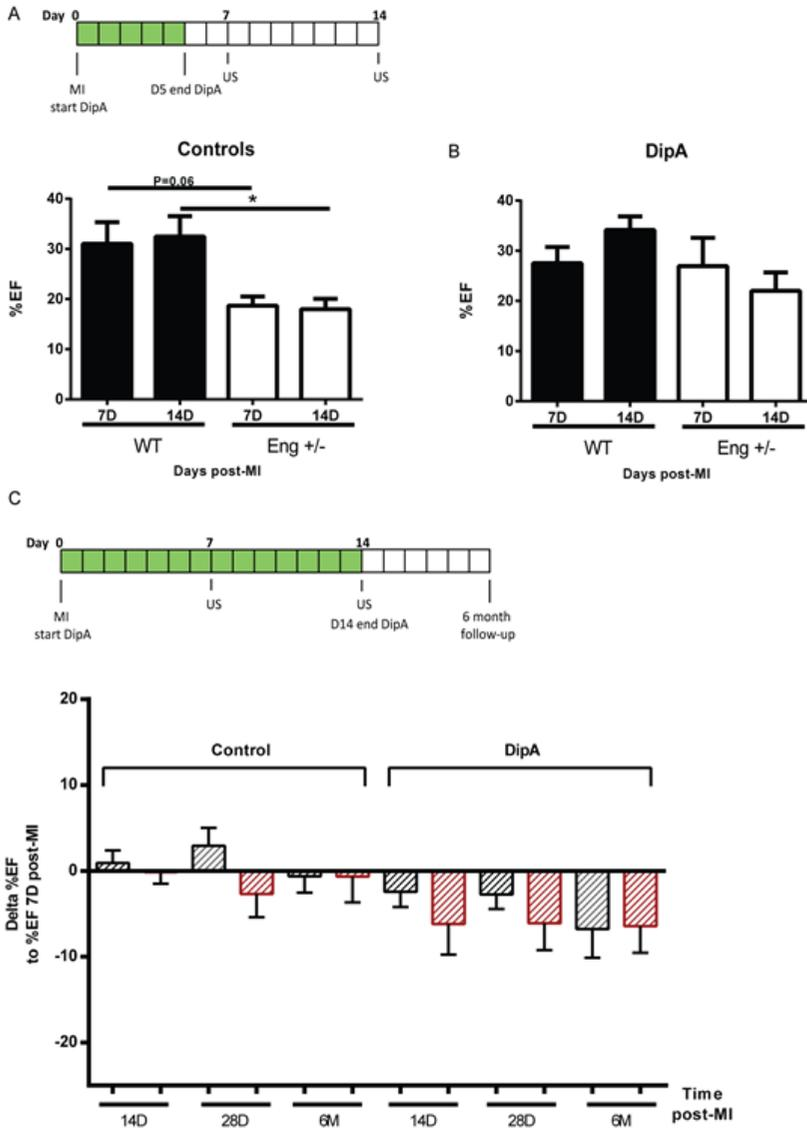 A
Day 0 7 14
US US
MI D5 end DipA
start DipA
Controls
P=0.06
*
40
30
20
10
0
%EF
7D 14D 7D 14D
WT Eng +/-
Days post-MI
B
DipA
40
30
20
10
0
%EF
7D 14D 7D 14D
WT Eng +/-
Days post-MI
C
Day 0 7 14
US US
MI D14 end DipA 6 month
start DipA follow-up
20
10
0
-10
-20
Delta %EF
to %EF 7D post-MI
Control DipA
14D 28D 6M 14D 28D 6M
Time
post-MI